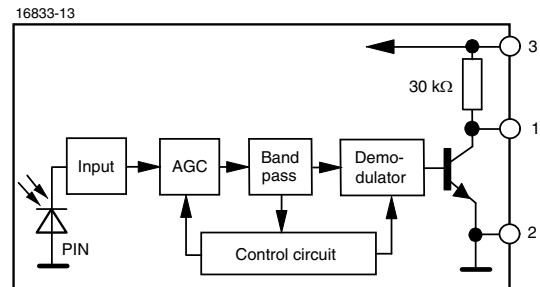 16833-13
3
30 kΩ
1
Input
AGC
Band
pass
Demo-
dulator
PIN
Control circuit
2